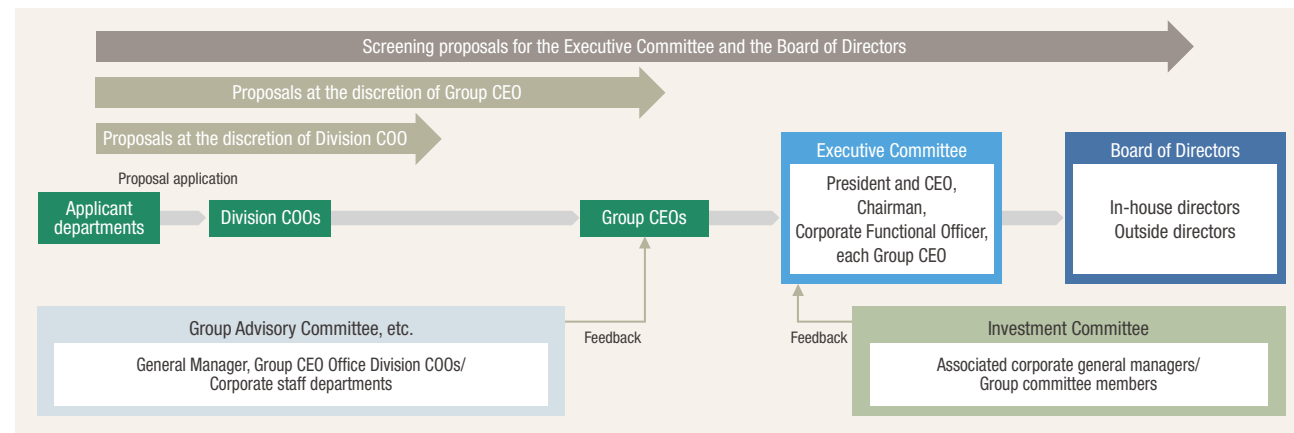 Screening proposals for the Executive Committee and the Board of Directors
Proposals at the discretion of Group CEO
Proposals at the discretion of Division COO
Proposal application
Applicant
departments
Division COOs
Group CEOs
Executive Committee
President and CEO,
Chairman,
Corporate Functional Officer,
each Group CEO
Board of Directors
In-house directors
Outside directors
Group Advisory Committee, etc.
General Manager, Group CEO Office Division COOs/
Corporate staff departments
Feedback
Feedback
Investment Committee
Associated corporate general managers/
Group committee members